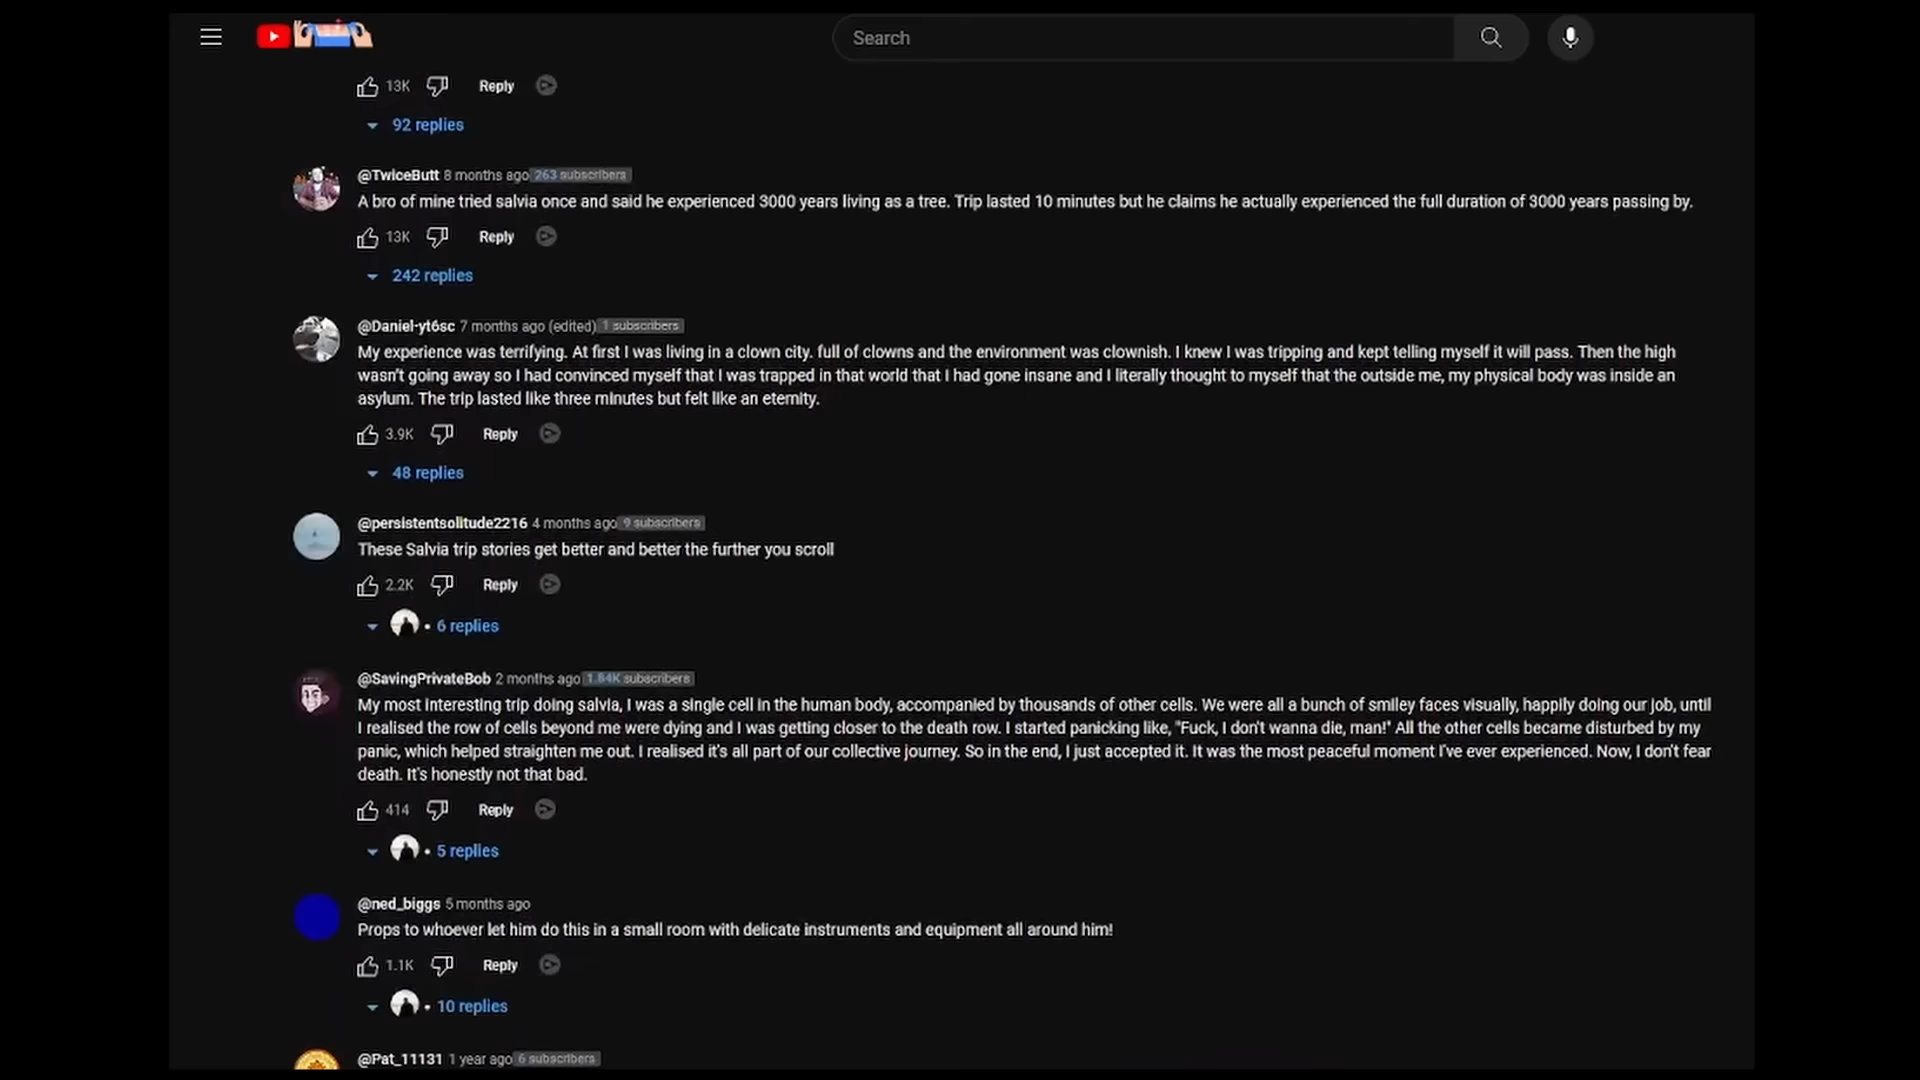 Search
13K Reply
92 replies
@TwiceButt 8 months ago 263 subscribers
A bro of mine tried salvia once and said he experienced 3000 years living as a tree. Trip lasted 10 minutes but he claims he actually experienced the full duration of 3000 years passing by.
13K Reply
242 replies
@Daniel-yt6sc 7 months ago (edited) 1 subscribers
My experience was terrifying. At first I was living in a clown city. full of clowns and the environment was clownish. I knew I was tripping and kept telling myself it will pass. Then the high
wasn't going away so I had convinced myself that I was trapped in that world that I had gone insane and I literally thought to myself that the outside me, my physical body was inside an
asylum. The trip lasted like three minutes but felt like an eternity.
3.9K Reply
48 replies
@persistentsolitude2216 4 months ago 9 subscribers
These Salvia trip stories get better and better the further you scroll
2.2K Reply
• 6 replies
@SavingPrivateBob 2 months ago 1.84K subscribers
My most interesting trip doing salvia, I was a single cell in the human body, accompanied by thousands of other cells. We were all a bunch of smiley faces visually, happily doing our job, until
I realised the row of cells beyond me were dying and I was getting closer to the death row. I started panicking like, "Fuck, I don't wanna die, man!" All the other cells became disturbed by my
panic, which helped straighten me out. I realised it's all part of our collective journey. So in the end, I just accepted it. It was the most peaceful moment I've ever experienced. Now, I don't fear
death. It's honestly not that bad.
414 Reply
• 5 replies
@ned_biggs 5 months ago
Props to whoever let him do this in a small room with delicate instruments and equipment all around him!
1.1K Reply
• 10 replies
@Pat_11131 1 year ago 6 subscribers